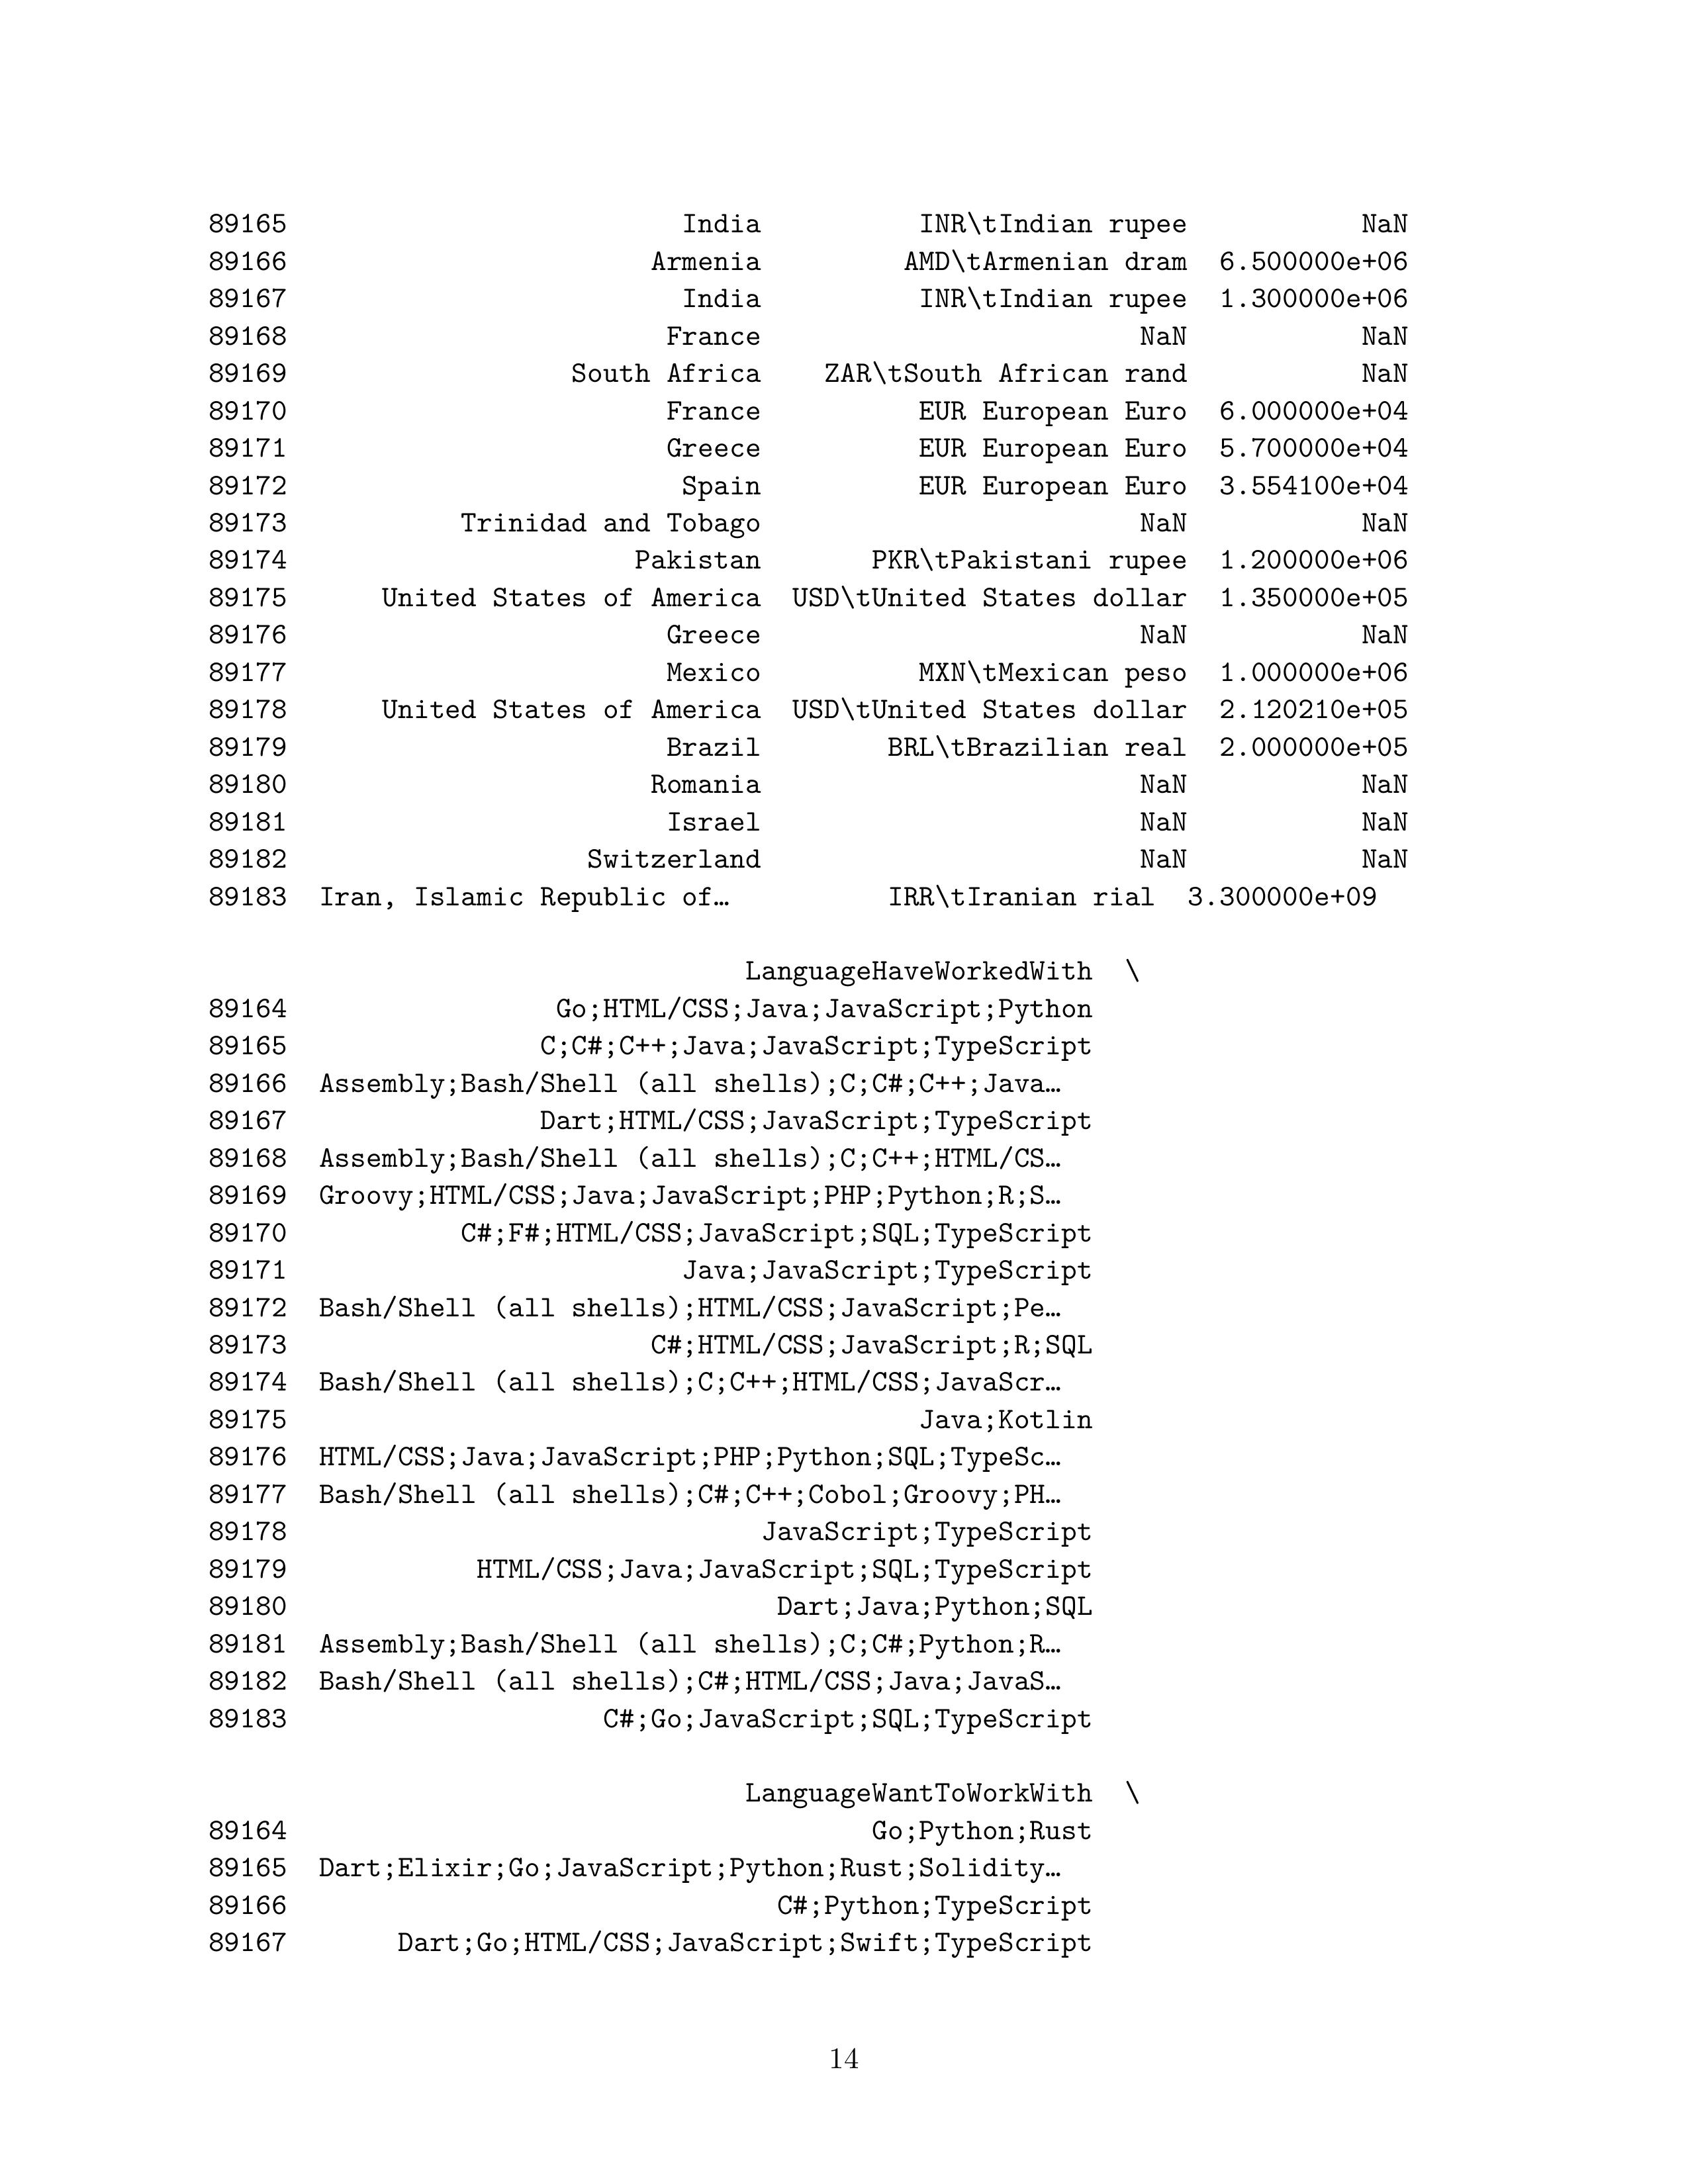 89165 India INR\tIndian rupee NaN
89166 Armenia AMD\tArmenian dram 6.500000e+06
89167 India INR\tIndian rupee 1.300000e+06
89168 France NaN NaN
89169 South Africa ZAR\tSouth African rand NaN
89170 France EUR European Euro 6.000000e+04
89171 Greece EUR European Euro 5.700000e+04
89172 Spain EUR European Euro 3.554100e+04
89173 Trinidad and Tobago NaN NaN
89174 Pakistan PKR\tPakistani rupee 1.200000e+06
89175 United States of America USD\tUnited States dollar 1.350000e+05
89176 Greece NaN NaN
89177 Mexico MXN\tMexican peso 1.000000e+06
89178 United States of America USD\tUnited States dollar 2.120210e+05
89179 Brazil BRL\tBrazilian real 2.000000e+05
89180 Romania NaN NaN
89181 Israel NaN NaN
89182 Switzerland NaN NaN
89183 Iran, Islamic Republic of… IRR\tIranian rial 3.300000e+09
LanguageHaveWorkedWith \
89164 Go;HTML/CSS;Java;JavaScript;Python
89165 C;C#;C++;Java;JavaScript;TypeScript
89166 Assembly;Bash/Shell (all shells);C;C#;C++;Java…
89167 Dart;HTML/CSS;JavaScript;TypeScript
89168 Assembly;Bash/Shell (all shells);C;C++;HTML/CS…
89169 Groovy;HTML/CSS;Java;JavaScript;PHP;Python;R;S…
89170 C#;F#;HTML/CSS;JavaScript;SQL;TypeScript
89171 Java;JavaScript;TypeScript
89172 Bash/Shell (all shells);HTML/CSS;JavaScript;Pe…
89173 C#;HTML/CSS;JavaScript;R;SQL
89174 Bash/Shell (all shells);C;C++;HTML/CSS;JavaScr…
89175 Java;Kotlin
89176 HTML/CSS;Java;JavaScript;PHP;Python;SQL;TypeSc…
89177 Bash/Shell (all shells);C#;C++;Cobol;Groovy;PH…
89178 JavaScript;TypeScript
89179 HTML/CSS;Java;JavaScript;SQL;TypeScript
89180 Dart;Java;Python;SQL
89181 Assembly;Bash/Shell (all shells);C;C#;Python;R…
89182 Bash/Shell (all shells);C#;HTML/CSS;Java;JavaS…
89183 C#;Go;JavaScript;SQL;TypeScript
LanguageWantToWorkWith \
89164 Go;Python;Rust
89165 Dart;Elixir;Go;JavaScript;Python;Rust;Solidity…
89166 C#;Python;TypeScript
89167 Dart;Go;HTML/CSS;JavaScript;Swift;TypeScript
14